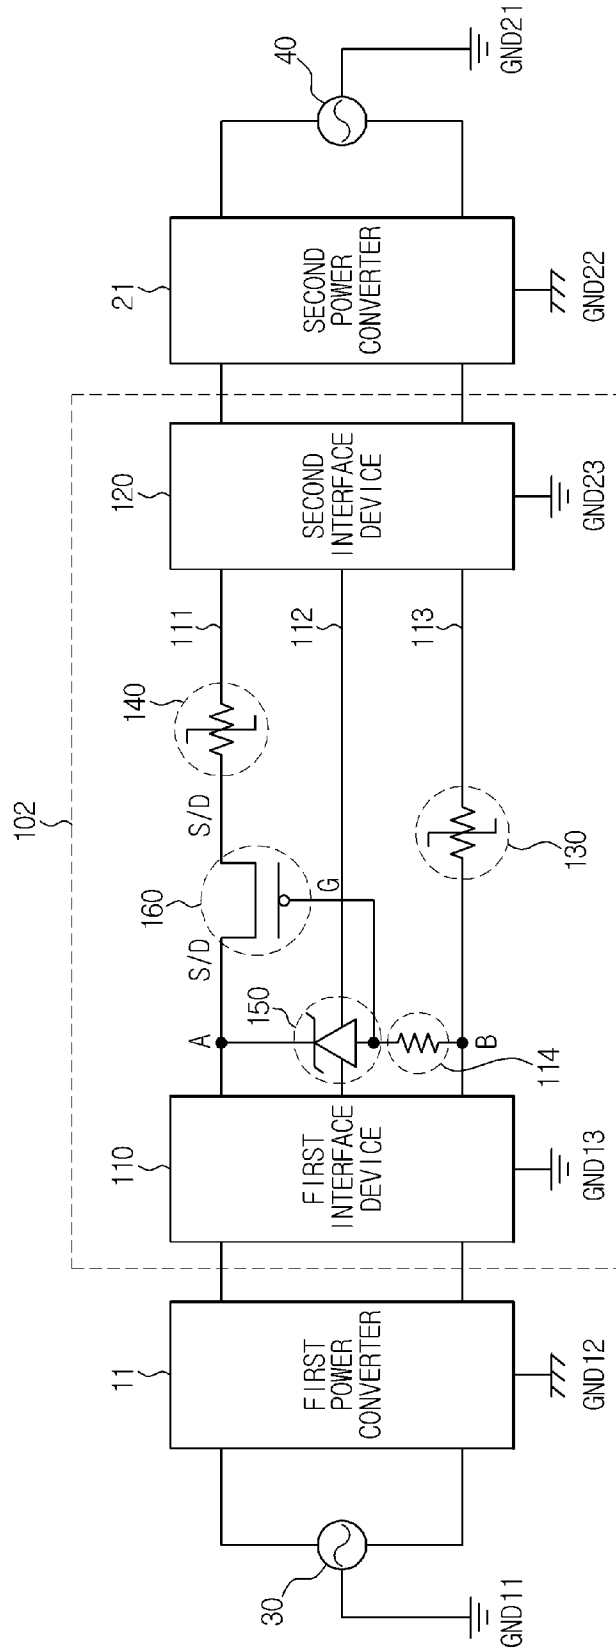 102
30
GND11
11
FIRST
POWER
CONVERTER
GND12
110
FIRST
INTERFACE
DEVICE
GND13
A
150
B
114
S/D
160
G
S/D
140
130
111
112
113
120
SECOND
INTERFACE
DEVICE
GND23
21
SECOND
POWER
CONVERTER
GND22
40
GND21